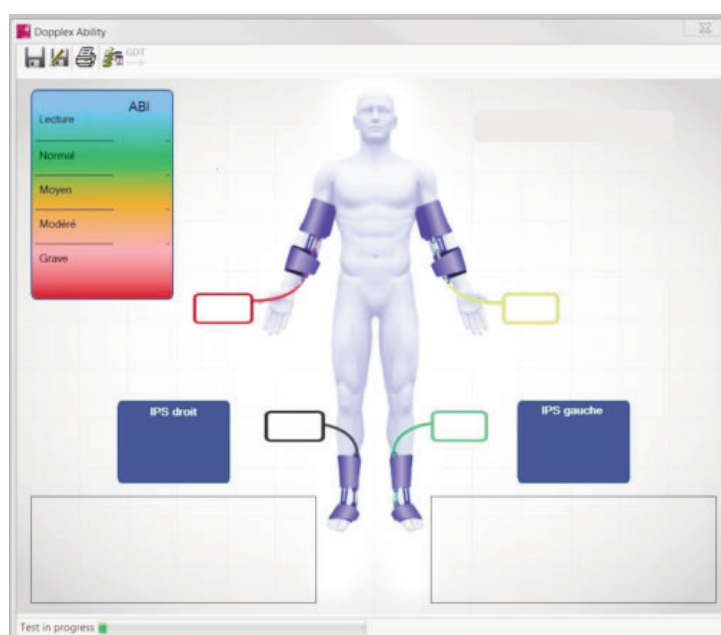 Dopplex Ability
GDT
ABI
Lecture
Normal
Moyen
Modéré
Grave
IPS droit
IPS gauche
Test in progress